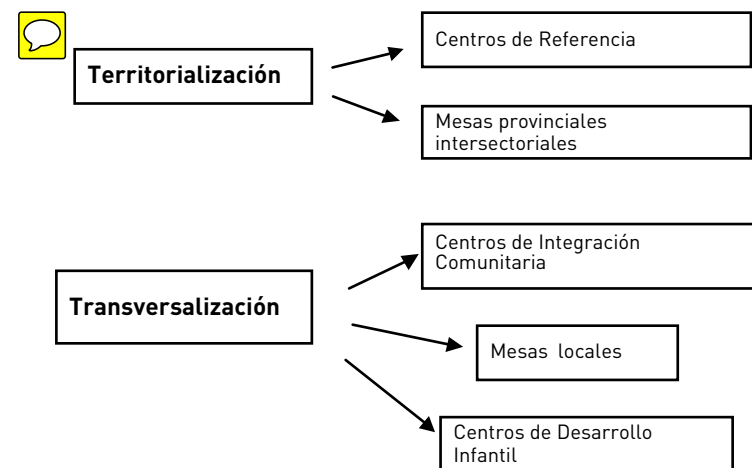 Territorialización
Centros de Referencia
Mesas provinciales
intersectoriales
Transversalización
Centros de Integración
Comunitaria
Mesas locales
Centros de Desarrollo
Infantil